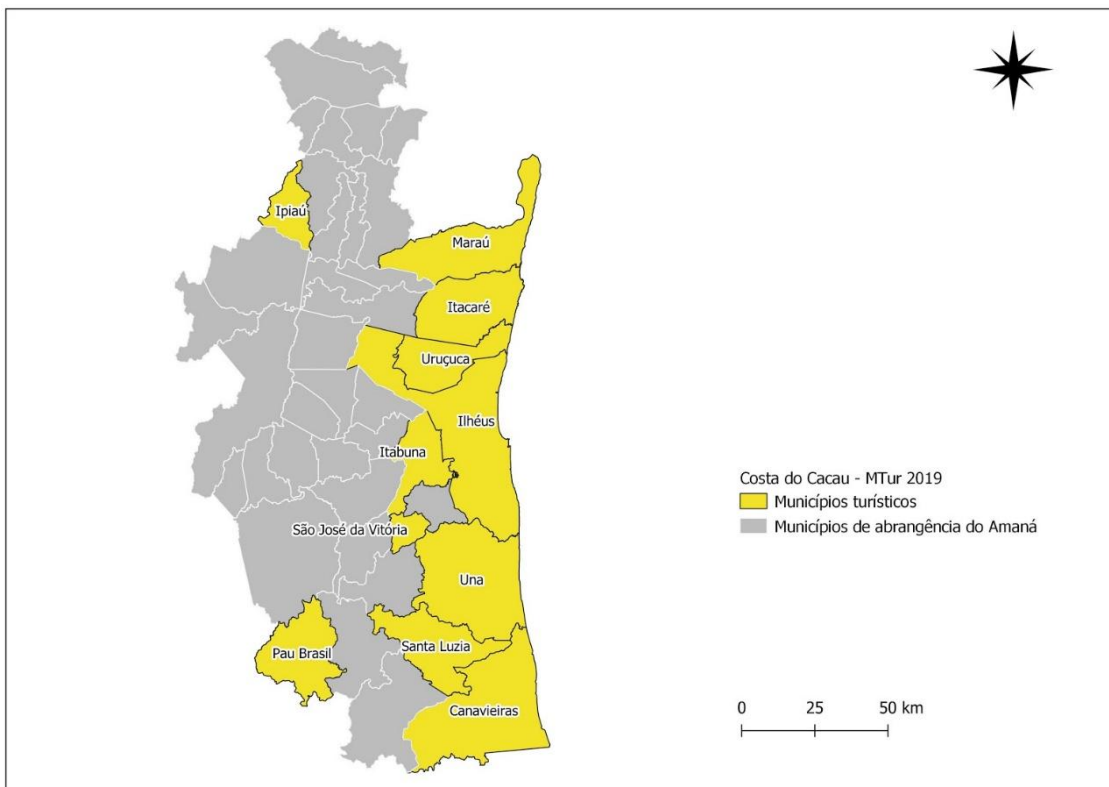 Ipiaú
Maraú
Itacaré
Uruçuca
Ilhéus
Itabuna
São José da Vitória
Una
Pau Brasil
Santa Luzia
Canavieiras
Costa do Cacau - MTur 2019
Municípios turísticos
Municípios de abrangência do Amaná
0 25 50 km